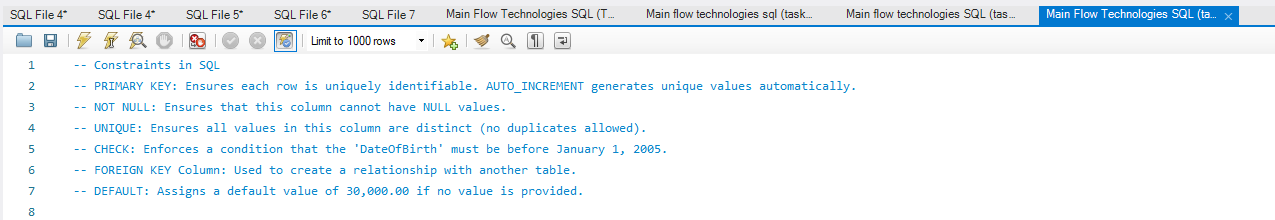 SQL File 4* SQL File 4* SQL File 5* SQL File 6* SQL File 7 Main Flow Technologies SQL (T... Main flow technologies sql (task... Main flow technologies SQL (tas... Main Flow Technologies SQL (ta...
Limit to 1000 rows
1 -- Constraints in SQL
2 -- PRIMARY KEY: Ensures each row is uniquely identifiable. AUTO_INCREMENT generates unique values automatically.
3 -- NOT NULL: Ensures that this column cannot have NULL values.
4 -- UNIQUE: Ensures all values in this column are distinct (no duplicates allowed).
5 -- CHECK: Enforces a condition that the 'DateOfBirth' must be before January 1, 2005.
6 -- FOREIGN KEY Column: Used to create a relationship with another table.
7 -- DEFAULT: Assigns a default value of 30,000.00 if no value is provided.
8